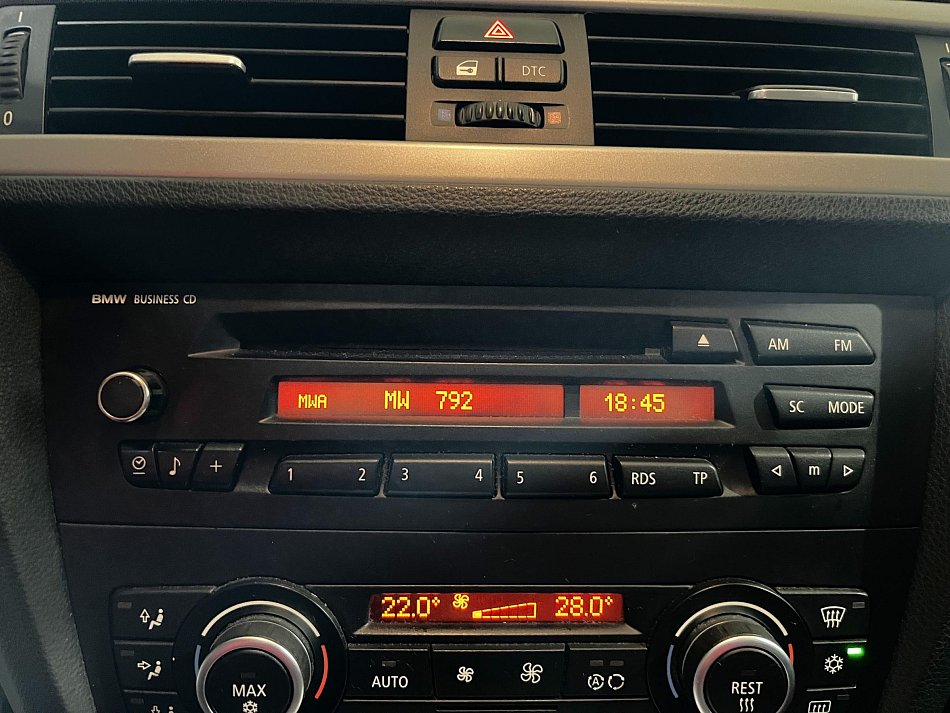 I
0
DTC
BMW BUSINESS CD
AM FM
MWA MW 792 18:45
SC MODE
1 2 3 4 5 6 RDS TP m
22.0° 28.0°
MAX AUTO A REST